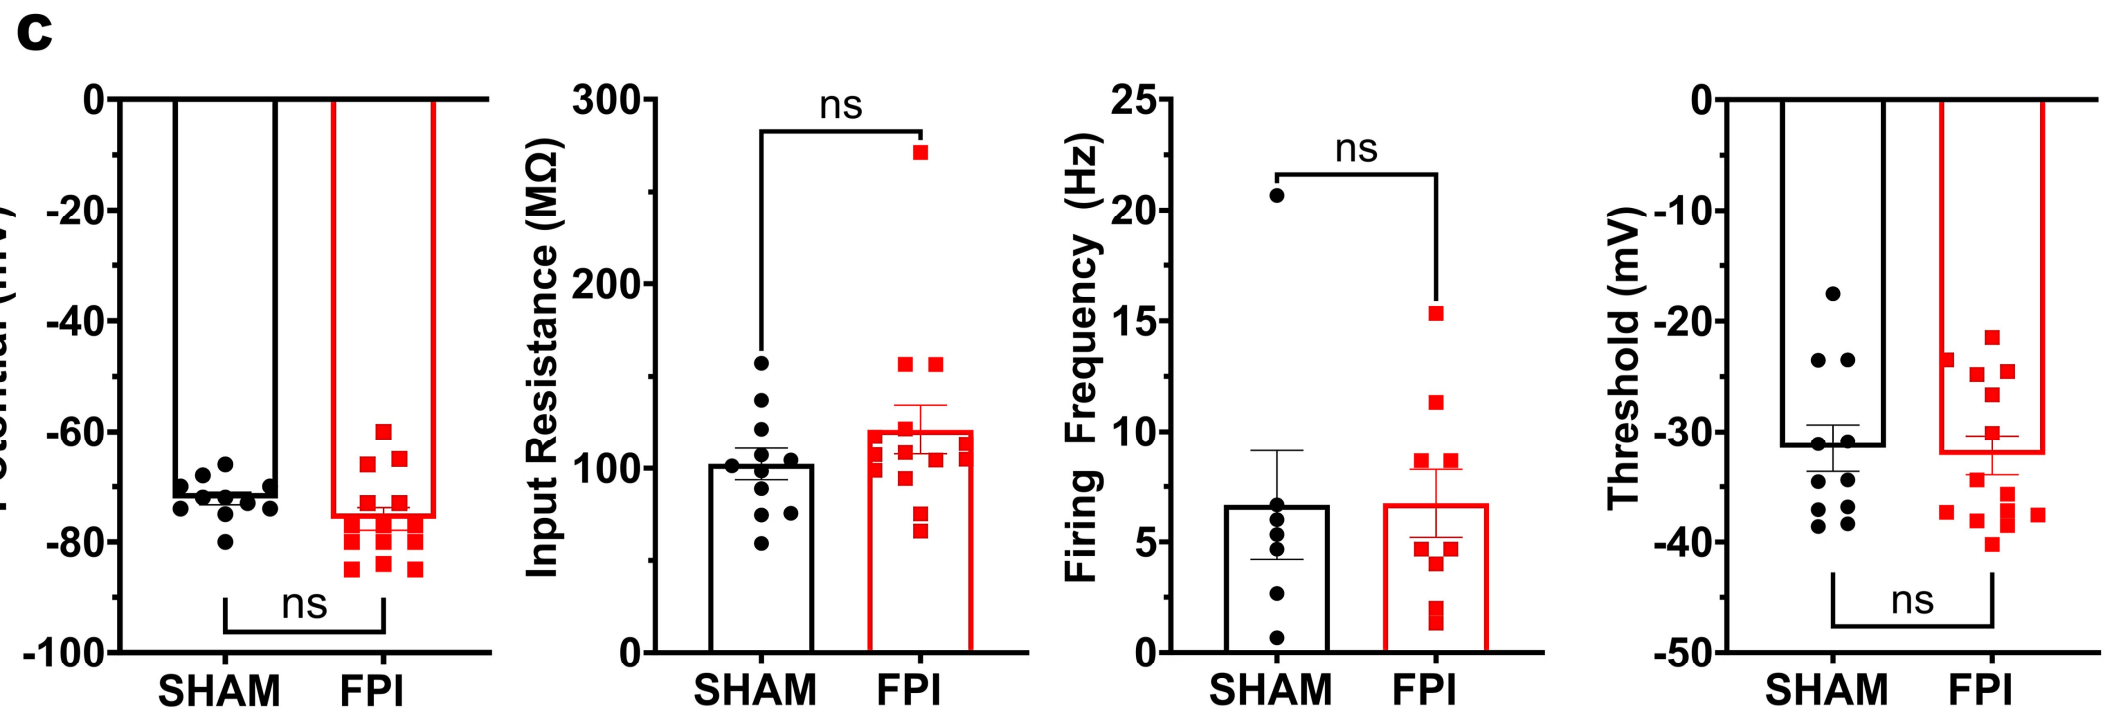 C
0
-20
-40
-60
-80
-100
ns
SHAM FPI
Input Resistance (MΩ)
300
200
100
0
ns
SHAM FPI
Firing Frequency (Hz)
25
20
15
10
5
0
ns
SHAM FPI
Threshold (mV)
0
-10
-20
-30
-40
-50
ns
SHAM FPI